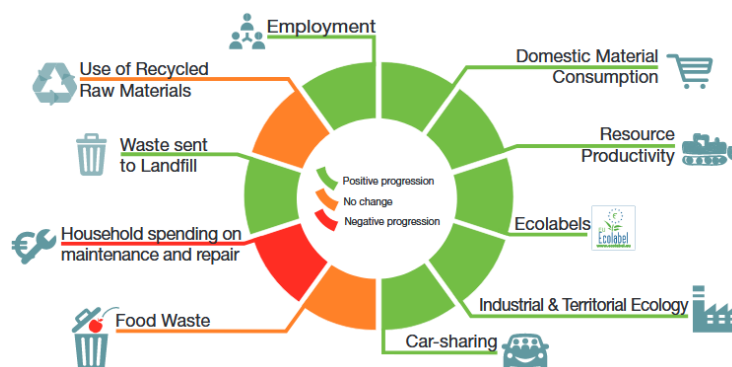 Employment
Domestic Material
Consumption
Use of Recycled
Raw Materials
Resource
Productivity
Waste sent
to Landfill
Positive progression
No change
Negative progression
Ecolabels
Ecolabel
Household spending on
maintenance and repair
Industrial & Territorial Ecology
Food Waste
Car-sharing